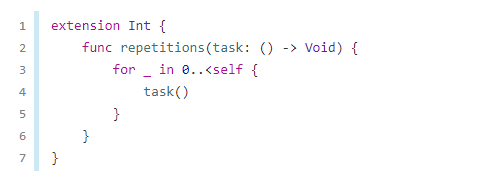 1 extension Int {
2     func repetitions(task: () -> Void) {
3         for _ in 0..<self {
4             task()
5         }
6     }
7 }